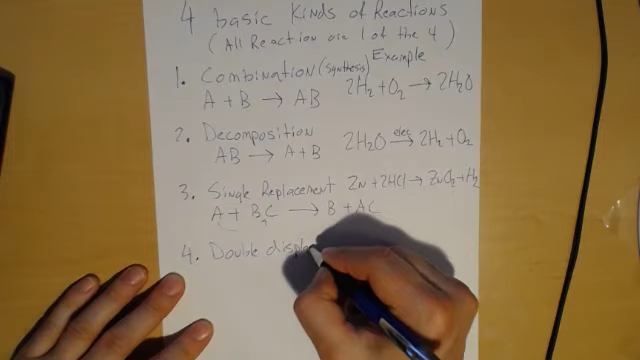 4 basic Kinds of Reactions
( All Reaction are 1 of the 4 )
1. Combination (Synthesis) Example
A + B → AB 2H₂ + O₂ → 2H₂O
2. Decomposition
AB → A + B 2H₂O elec→ 2H₂ + O₂
3. Single Replacement Zn + 2HCl → ZnCl₂ + H₂
A + BC → B + AC
4. Double displa